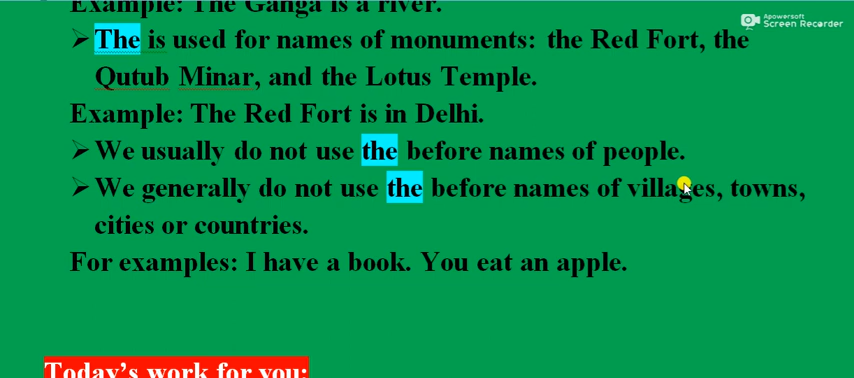 Example: The Ganga is a river.
Apowersoft
Screen Recorder
➢ The is used for names of monuments: the Red Fort, the
Qutub Minar, and the Lotus Temple.
Example: The Red Fort is in Delhi.
➢ We usually do not use the before names of people.
➢ We generally do not use the before names of villages, towns,
cities or countries.
For examples: I have a book. You eat an apple.
Today's work for you: